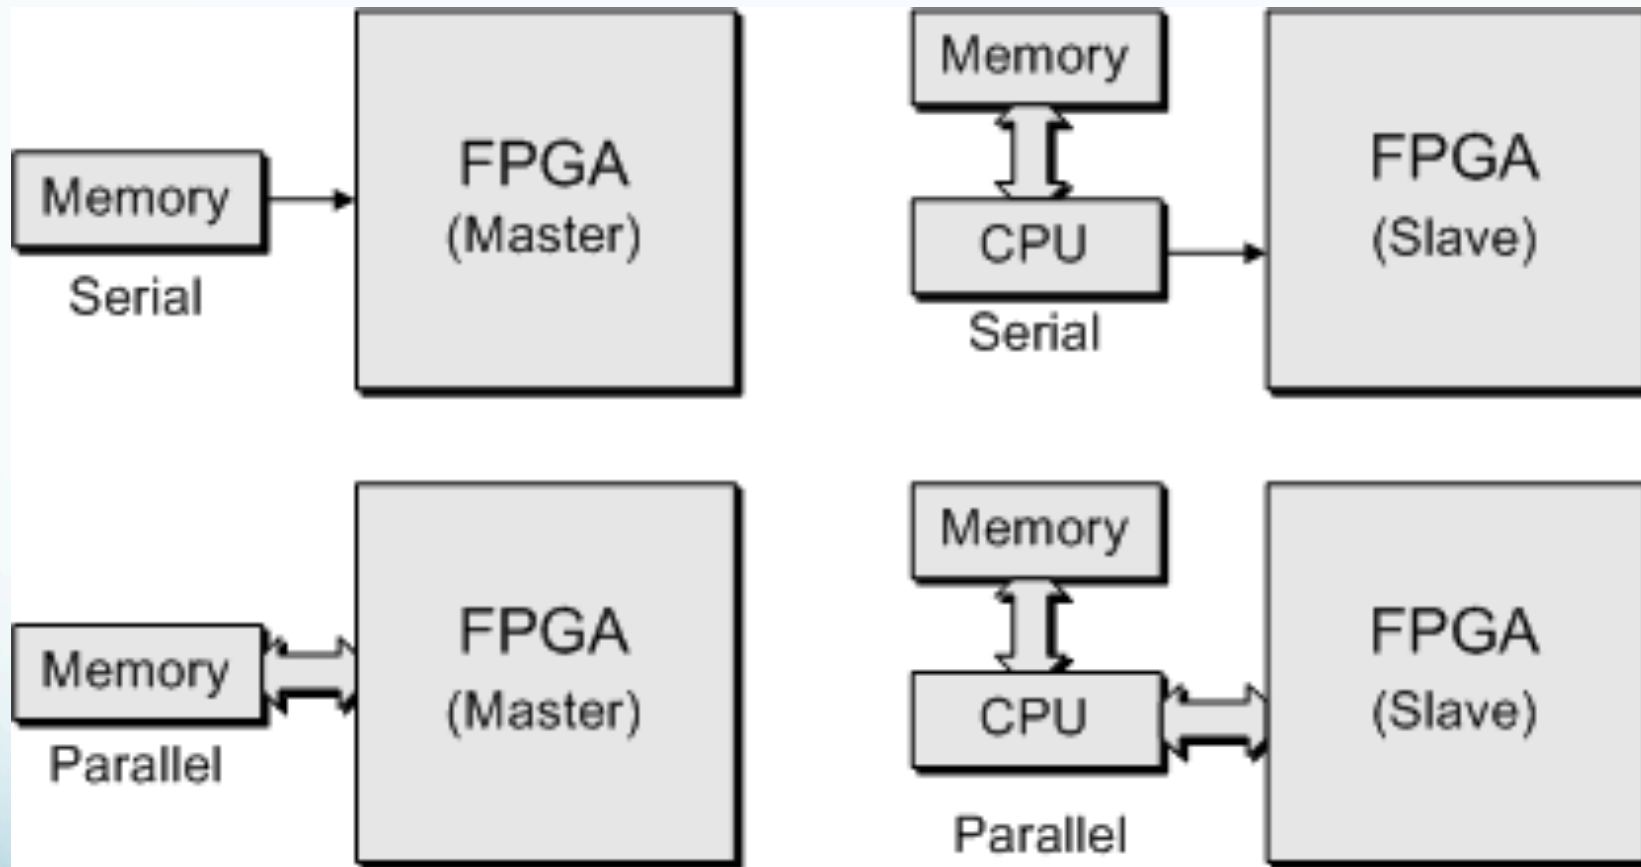 Memory
Serial
FPGA
(Master)
Memory
CPU
Serial
FPGA
(Slave)
Memory
Parallel
FPGA
(Master)
Memory
CPU
Parallel
FPGA
(Slave)